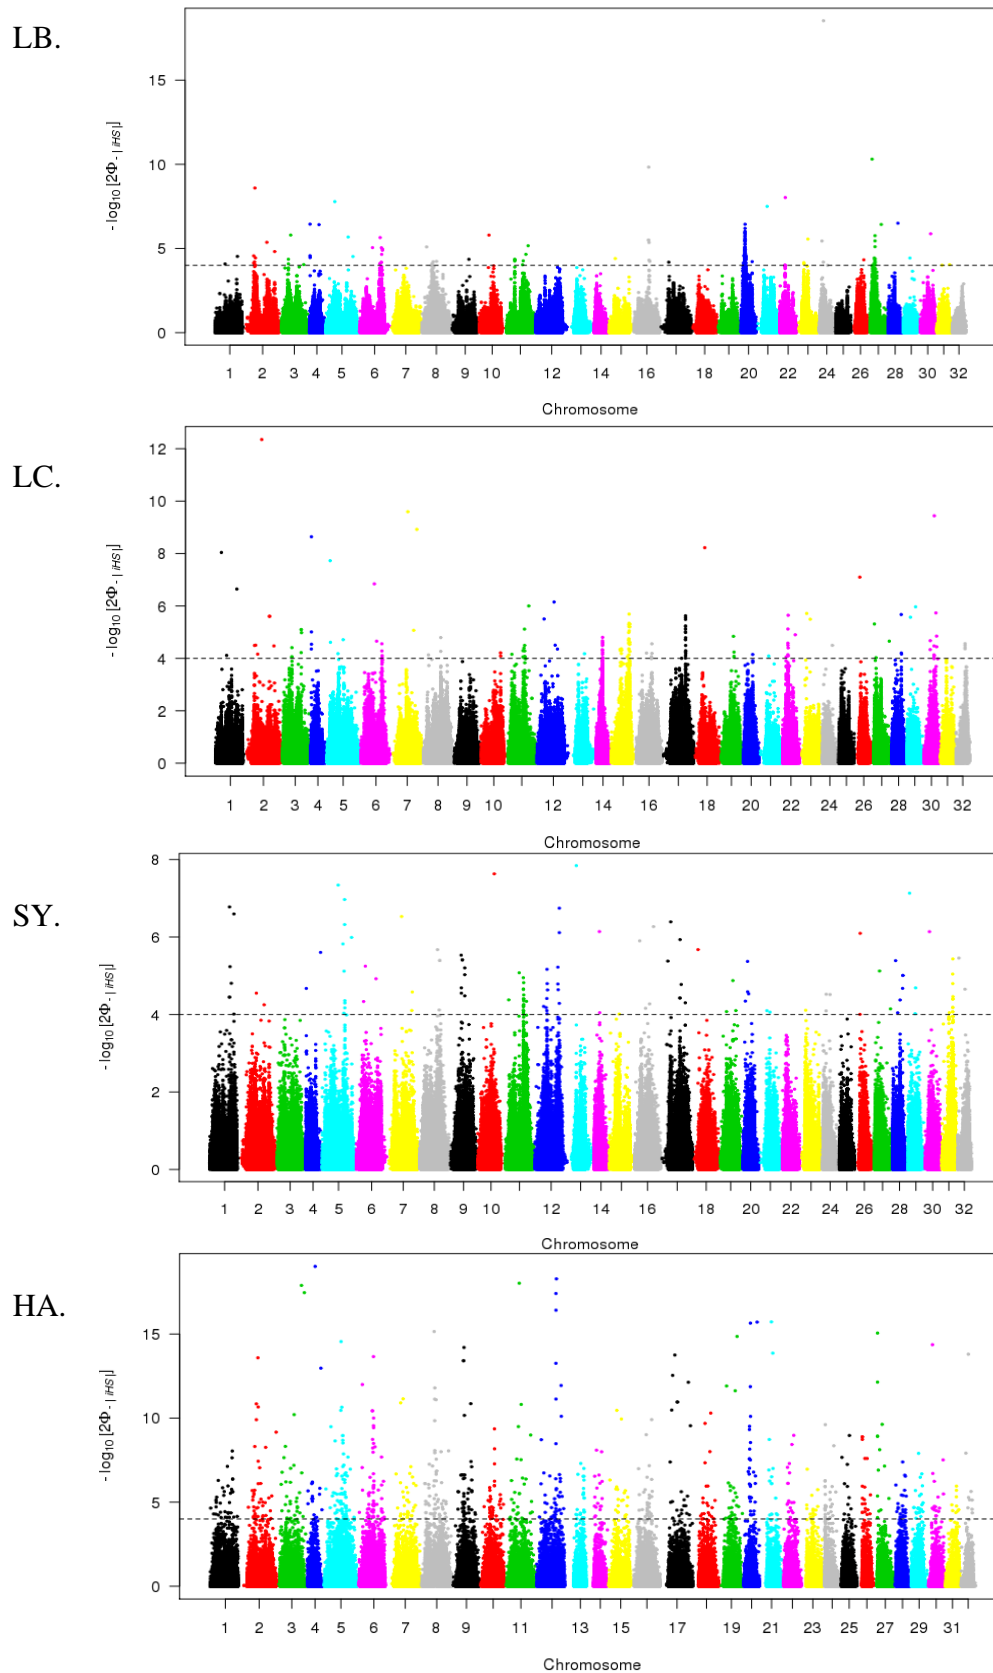 LB.
15
10
5
0
- log10 [2Φ- | iHS|]
1 2 3 4 5 6 7 8 9 10 12 14 16 18 20 22 24 26 28 30 32
Chromosome
LC.
12
10
8
6
4
2
0
- log10 [2Φ- | iHS|]
1 2 3 4 5 6 7 8 9 10 12 14 16 18 20 22 24 26 28 30 32
Chromosome
SY.
8
6
4
2
0
- log10 [2Φ- | iHS|]
1 2 3 4 5 6 7 8 9 10 12 14 16 18 20 22 24 26 28 30 32
Chromosome
HA.
15
10
5
0
- log10 [2Φ- | iHS|]
1 2 3 4 5 6 7 8 9 11 13 15 17 19 21 23 25 27 29 31
Chromosome